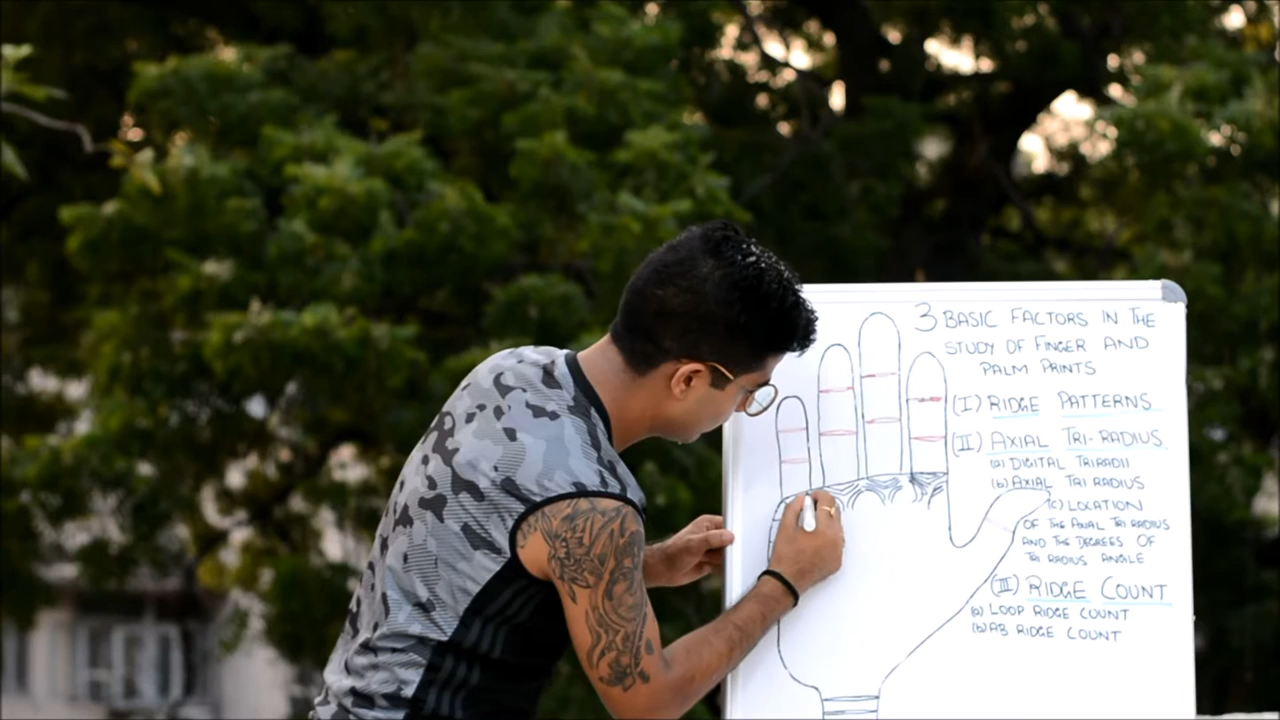 3 BASIC FACTORS IN THE
STUDY OF FINGER AND
PALM PRINTS
(I) RIDGE PATTERNS
(II) AXIAL TRI-RADIUS
(a) DIGITAL TRIRADII
(b) AXIAL TRI RADIUS
(c) LOCATION
OF THE AXIAL TRI RADIUS
AND THE DEGREES OF
TRI RADIUS ANGLE
(III) RIDGE COUNT
(a) LOOP RIDGE COUNT
(b) AB RIDGE COUNT